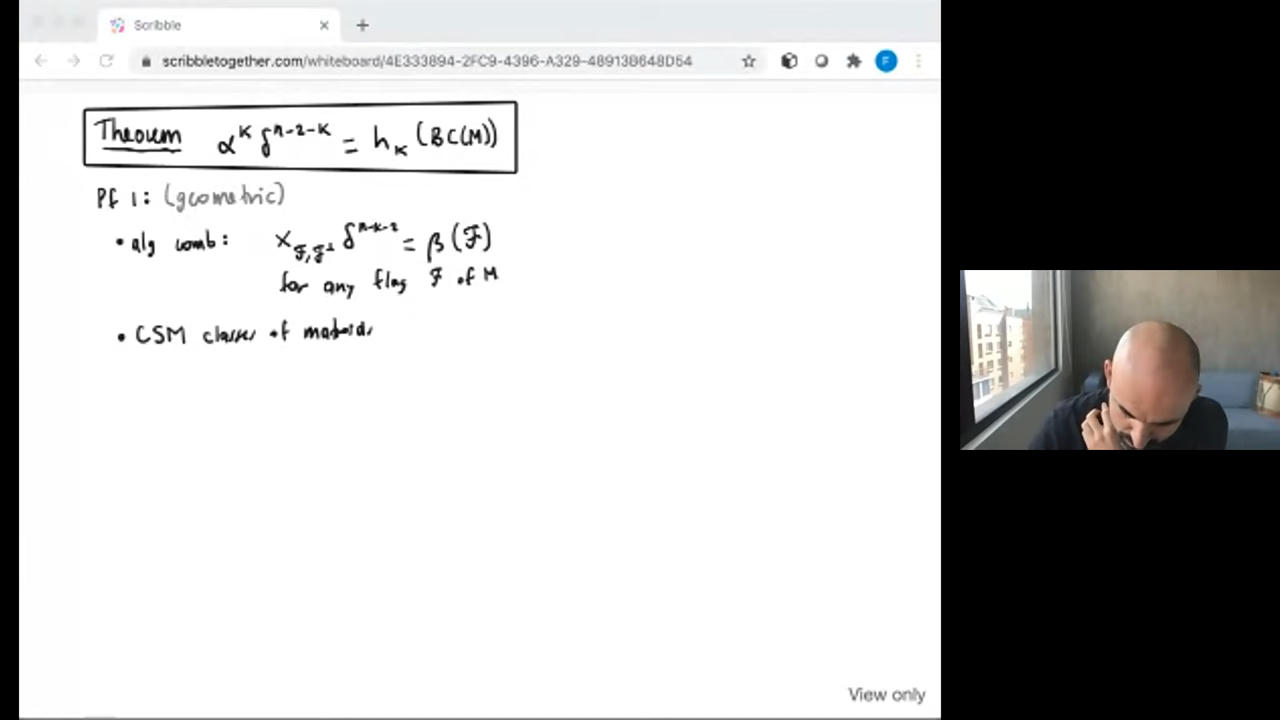 Scribble
scribbletogether.com/whiteboard/4E333894-2FC9-4396-A329-48913B648D54
F
Theorem α^k δ^{n-2-k} = h_k (BC(M))
Pf 1: (geometric)
• alg comb: x_{𝓕,𝓕^⊥} δ^{n-k-2} = β(𝓕)
for any flag 𝓕 of M
• CSM classes of matroids
View only